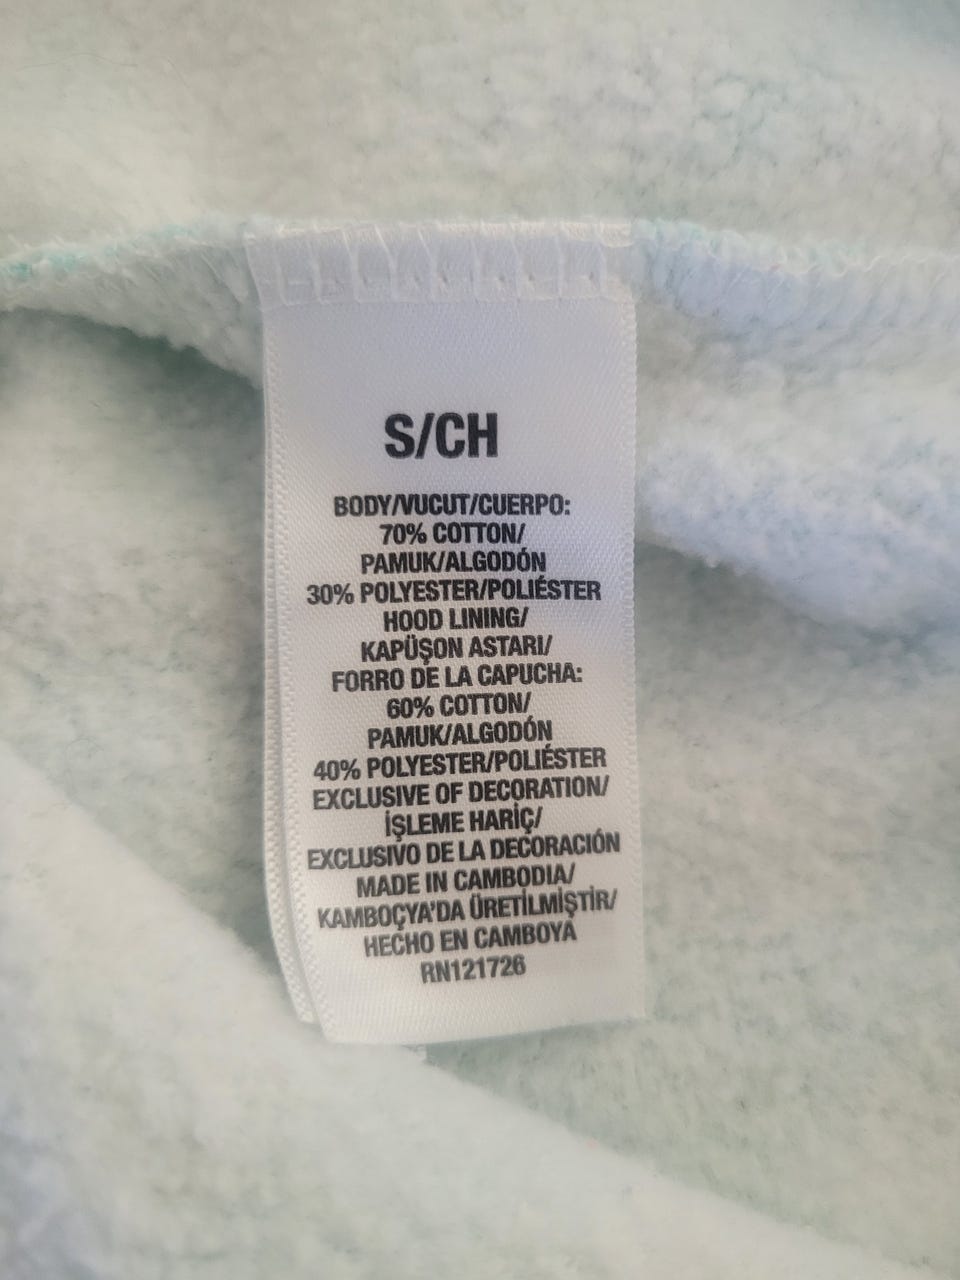 S/CH
BODY/VUCUT/CUERPO:
70% COTTON/
PAMUK/ALGODÓN
30% POLYESTER/POLIÉSTER
HOOD LINING/
KAPÜŞON ASTARI/
FORRO DE LA CAPUCHA:
60% COTTON/
PAMUK/ALGODÓN
40% POLYESTER/POLIÉSTER
EXCLUSIVE OF DECORATION/
İŞLEME HARİÇ/
EXCLUSIVO DE LA DECORACIÓN
MADE IN CAMBODIA/
KAMBOÇYA'DA ÜRETİLMİŞTİR/
HECHO EN CAMBOYA
RN121726